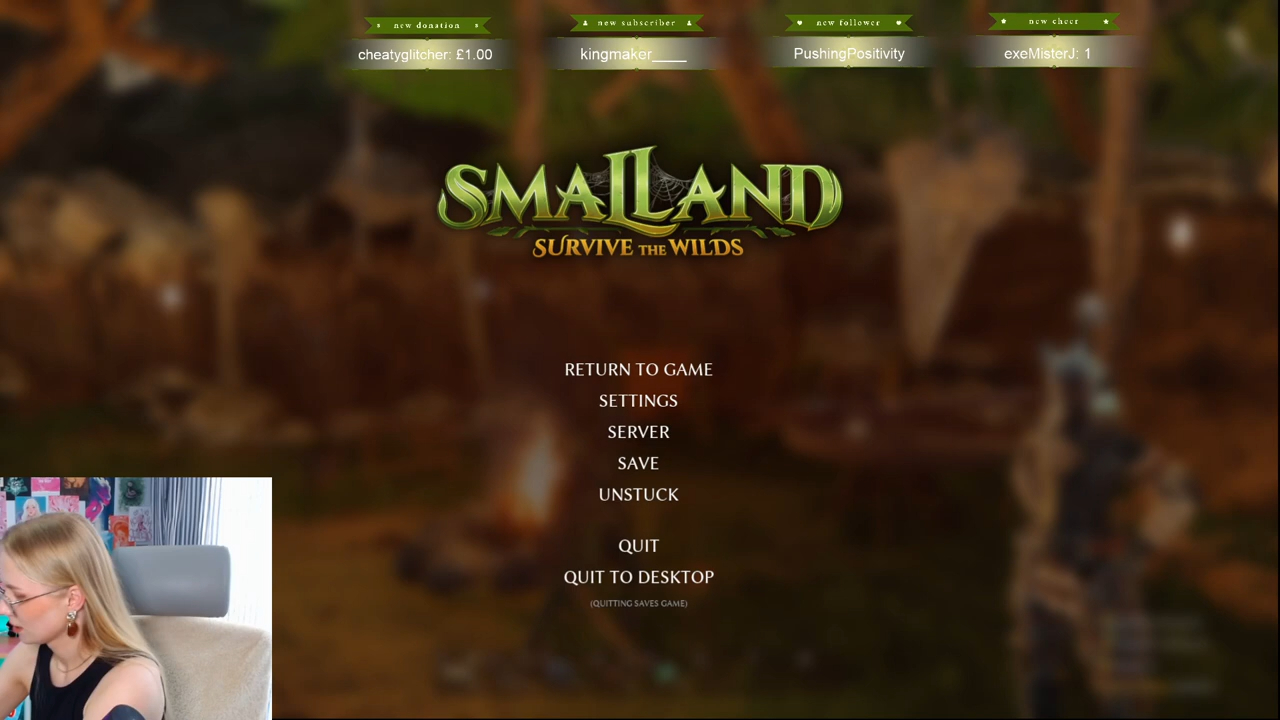 new donation
new subscriber
new follower
new cheer
cheatyglitcher: £1.00
kingmaker____
PushingPositivity
exeMisterJ: 1
SMALLAND
SURVIVE THE WILDS
RETURN TO GAME
SETTINGS
SERVER
SAVE
UNSTUCK
QUIT
QUIT TO DESKTOP
(QUITTING SAVES GAME)